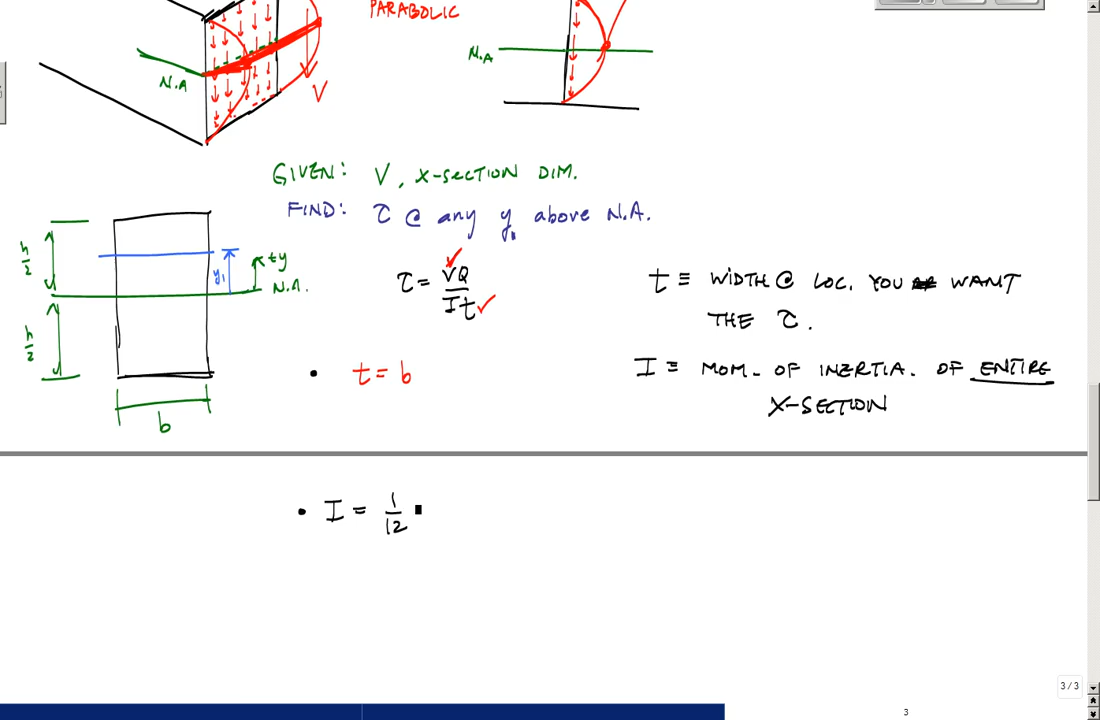 PARABOLIC
N.A
V
N.A
GIVEN: V, X-SECTION DIM.
FIND: τ @ any y₁ above N.A.
h/2
y₁
+y
N.A.
h/2
b
τ = VQ/It
• t = b
t ≡ WIDTH @ LOC. YOU WANT
THE τ.
I ≡ MOM. OF INERTIA. OF ENTIRE
X-SECTION
• I = 1/12
3 / 3
3